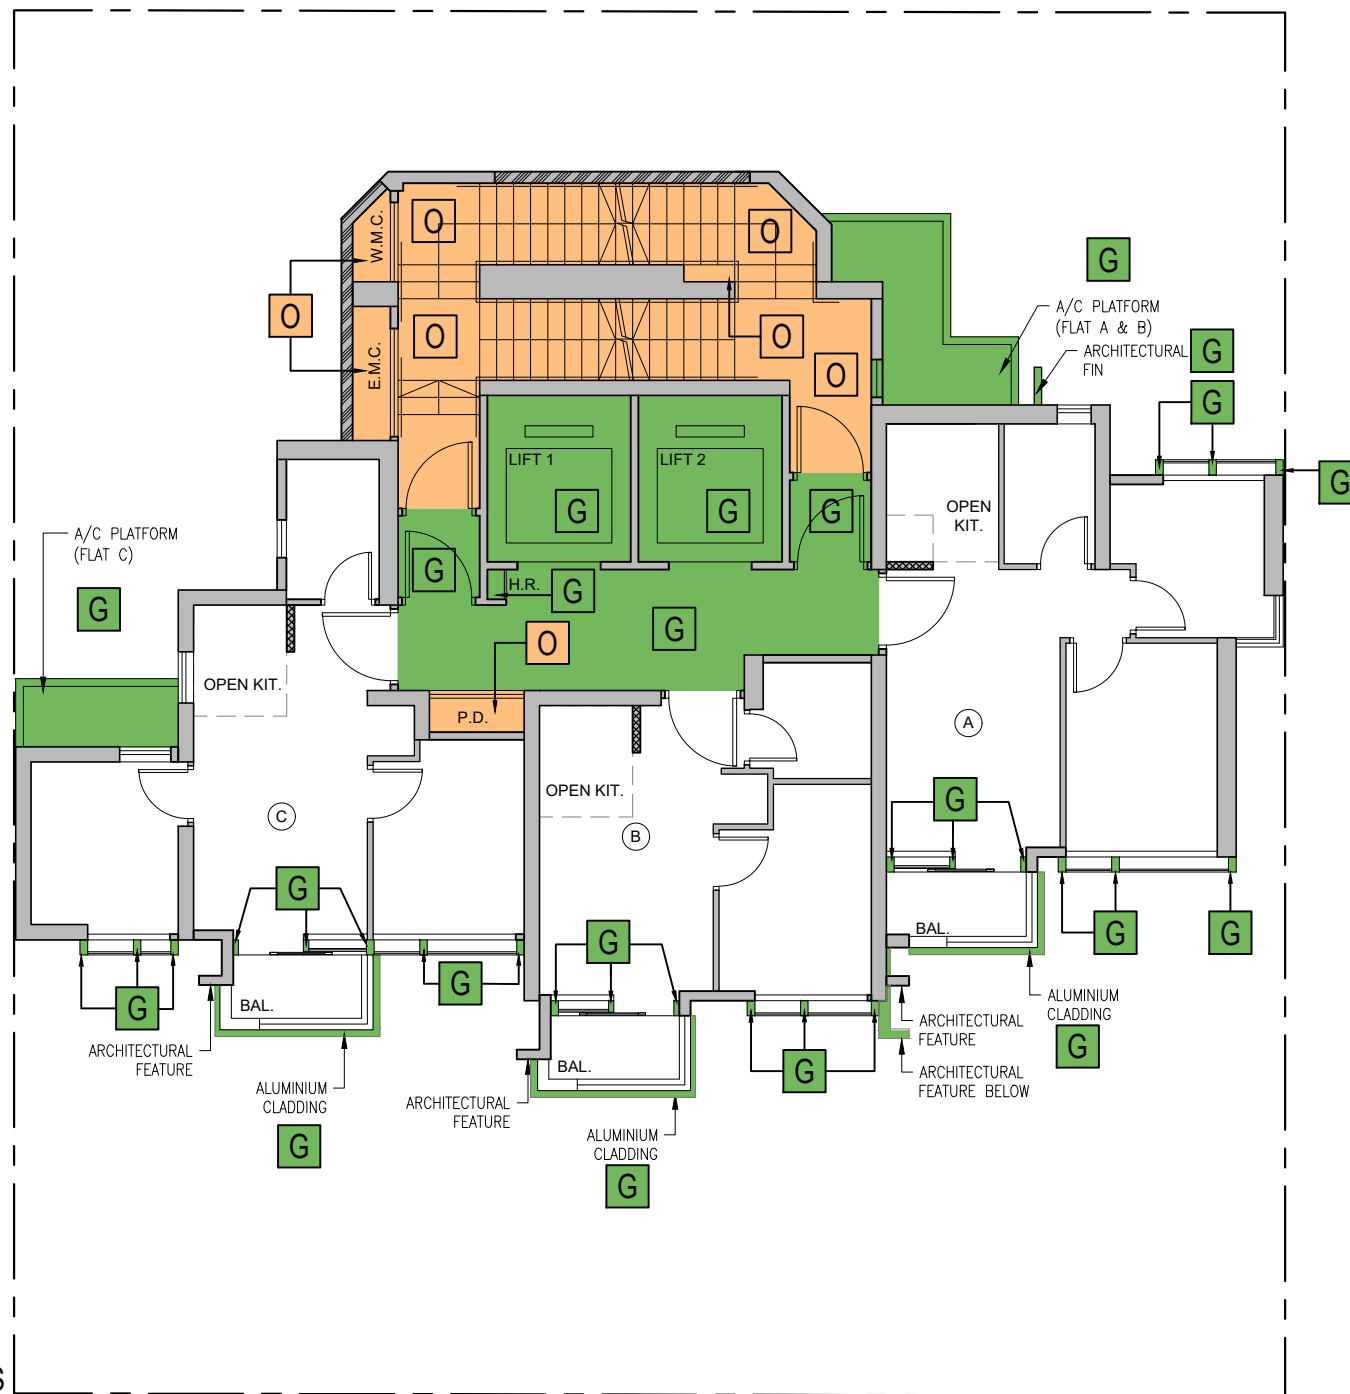 O
W.M.C.
O
G
O
A/C PLATFORM
(FLAT A & B)
ARCHITECTURAL
FIN
G
O
O
O
E.M.C.
O
G
G
LIFT 1
LIFT 2
G
G
G
OPEN
KIT.
A/C PLATFORM
(FLAT C)
G
G
H.R.
G
G
O
OPEN KIT.
P.D.
A
OPEN KIT.
G
C
B
G
G
G
G
G
BAL.
G
G
BAL.
ALUMINIUM
CLADDING
G
ARCHITECTURAL
FEATURE
ARCHITECTURAL
FEATURE
G
BAL.
ARCHITECTURAL
FEATURE BELOW
ALUMINIUM
CLADDING
G
ARCHITECTURAL
FEATURE
ALUMINIUM
CLADDING
G